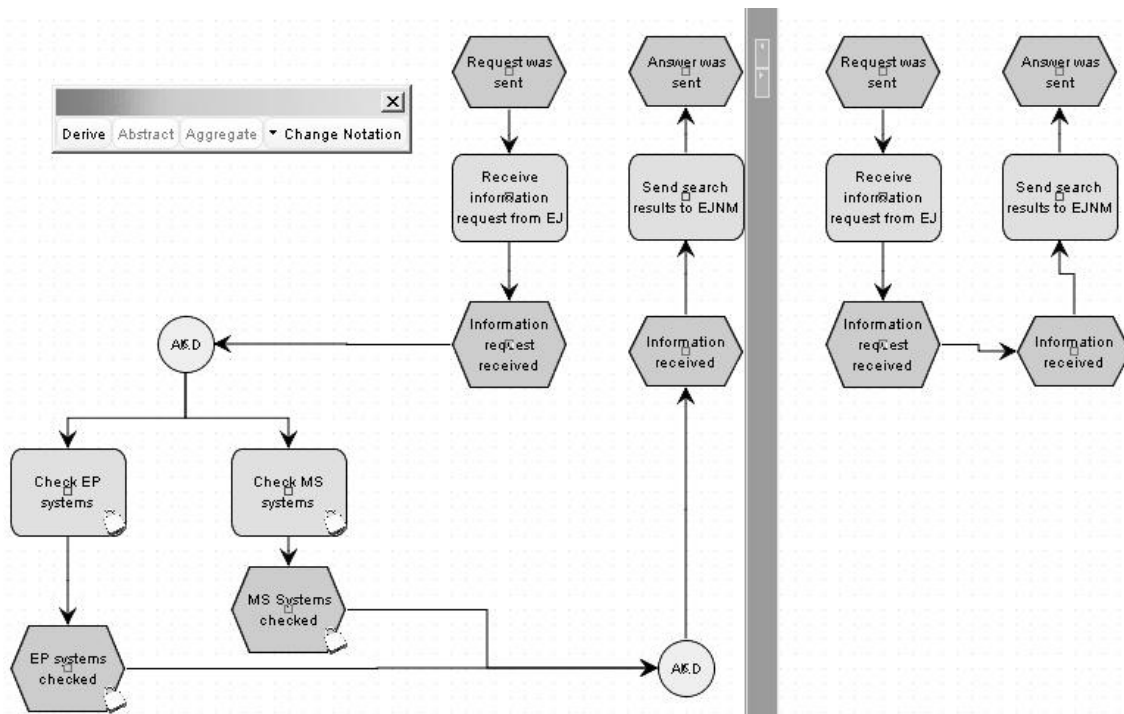 Request was
sent
Answer was
sent
Request was
sent
Answer was
sent
Derive Abstract Aggregate Change Notation
Receive
information
request from EJ
Send search
results to EJNM
Receive
information
request from EJ
Send search
results to EJNM
Information
request
received
Information
received
Information
request
received
Information
received
Check EP
systems
Check MS
systems
MS Systems
checked
EP systems
checked